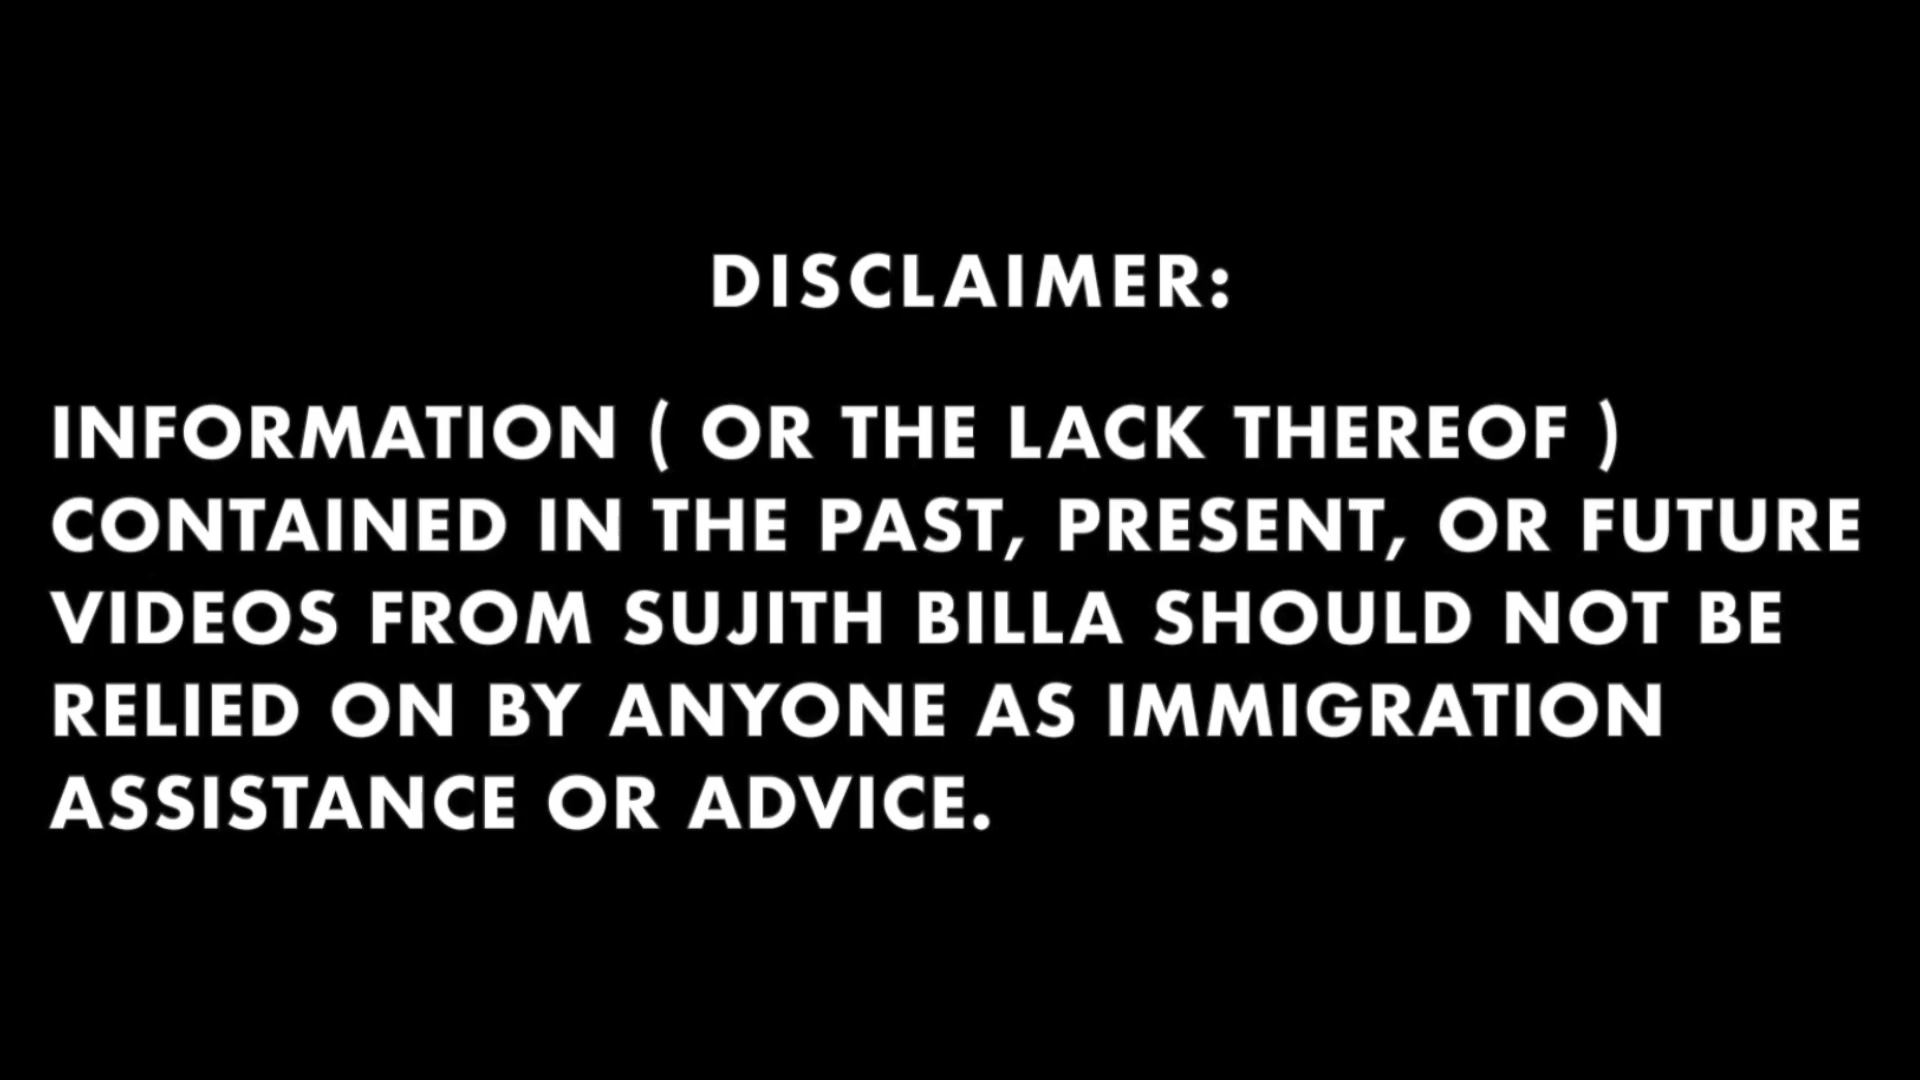 DISCLAIMER:
INFORMATION ( OR THE LACK THEREOF )
CONTAINED IN THE PAST, PRESENT, OR FUTURE
VIDEOS FROM SUJITH BILLA SHOULD NOT BE
RELIED ON BY ANYONE AS IMMIGRATION
ASSISTANCE OR ADVICE.